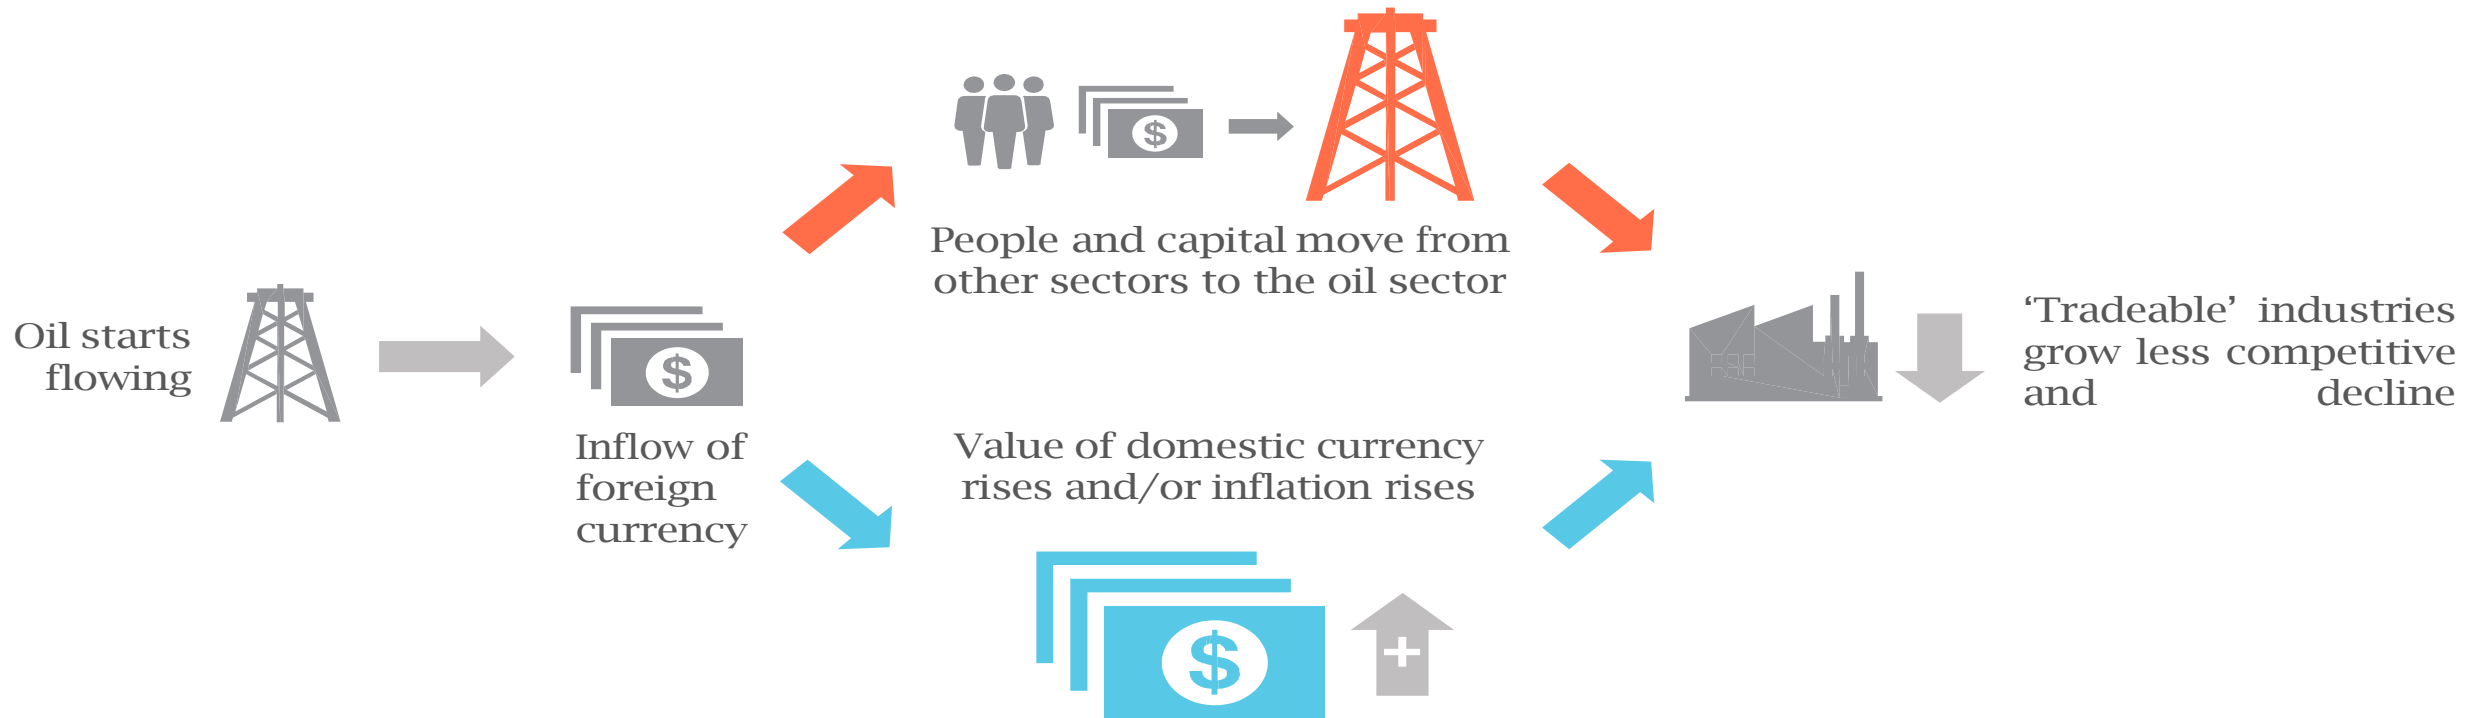 Oil starts
flowing
Inflow of
foreign
currency
People and capital move from
other sectors to the oil sector
Value of domestic currency
rises and/or inflation rises
‘Tradeable’ industries
grow less competitive
and decline
$
$
$
+